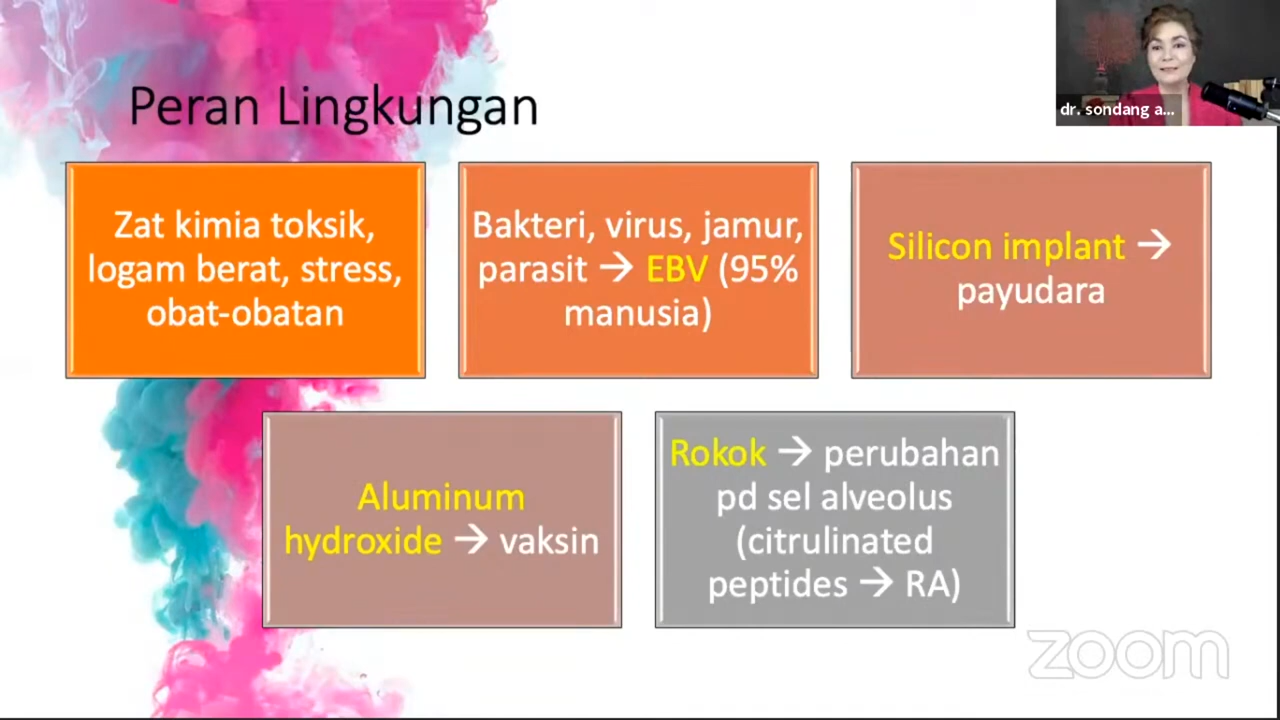 Peran Lingkungan
dr. sondang a...
Zat kimia toksik,
logam berat, stress,
obat-obatan
Bakteri, virus, jamur,
parasit → EBV (95%
manusia)
Silicon implant →
payudara
Aluminum
hydroxide → vaksin
Rokok → perubahan
pd sel alveolus
(citrulinated
peptides → RA)
zoom